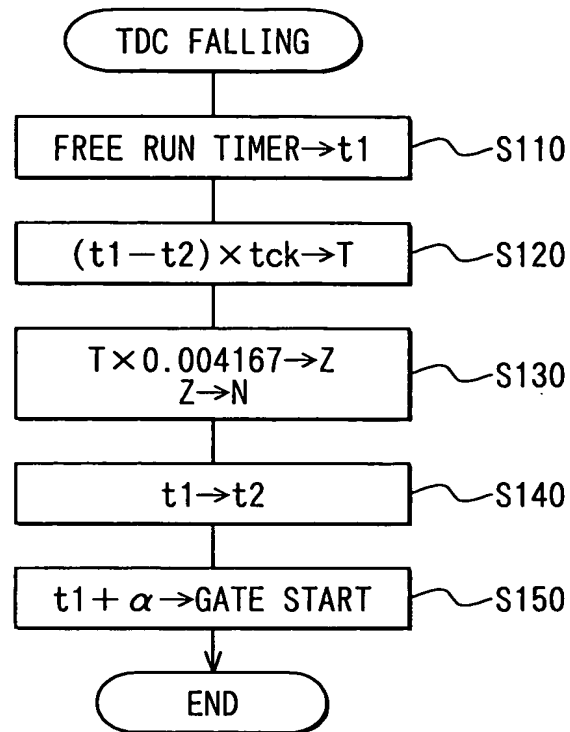 TDC FALLING
FREE RUN TIMER→t1
S110
(t1−t2)×tck→T
S120
T×0.004167→Z
Z→N
S130
t1→t2
S140
t1+α→GATE START
S150
END